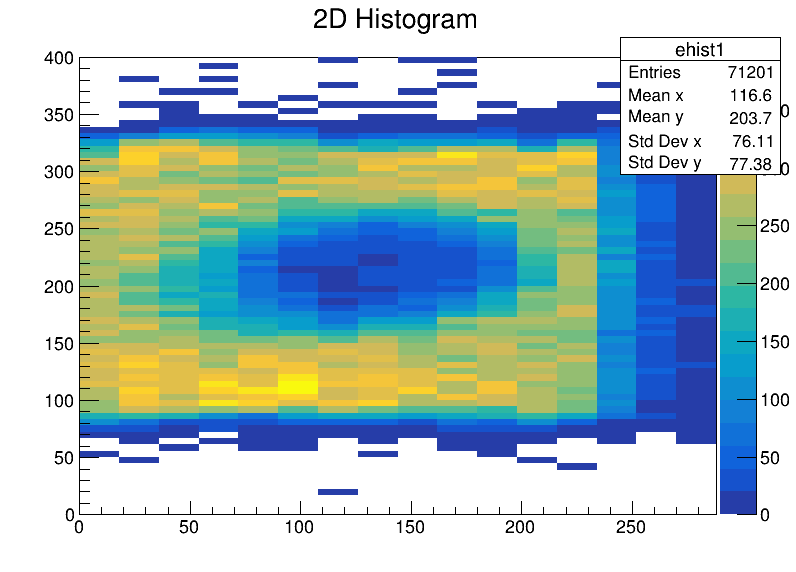 2D Histogram
ehist1
Entries 71201
Mean x 116.6
Mean y 203.7
Std Dev x 76.11
Std Dev y 77.38
400
350
300
250
200
150
100
50
0
0 50 100 150 200 250
0
0
250
200
150
100
50
0